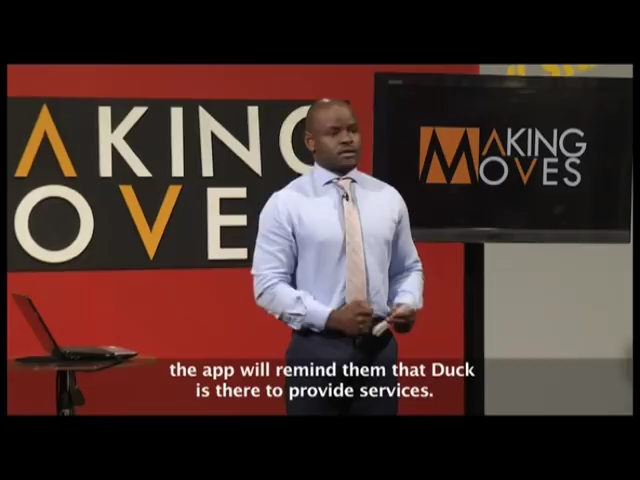 AKING
OVE
MAKING
MOVES
the app will remind them that Duck
is there to provide services.